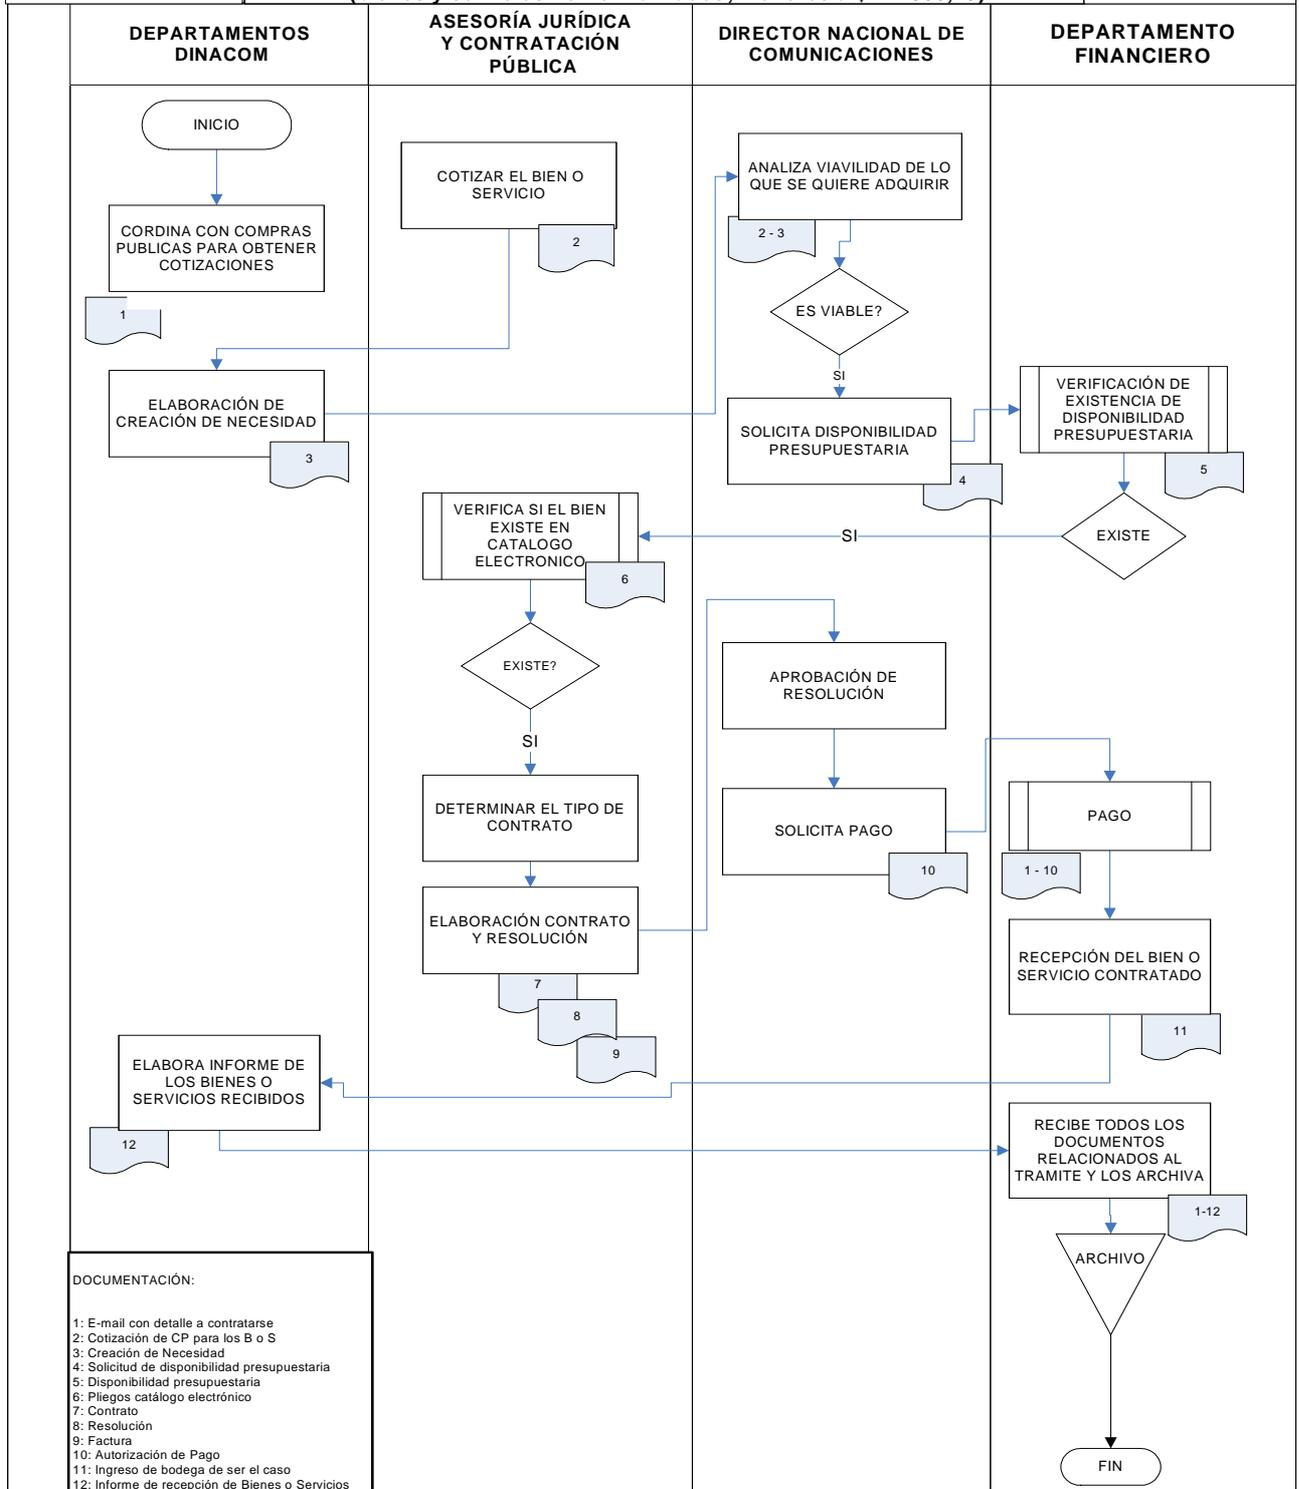 DEPARTAMENTOS
DINACOM
ASESORÍA JURÍDICA
Y CONTRATACIÓN
PÚBLICA
DIRECTOR NACIONAL DE
COMUNICACIONES
DEPARTAMENTO
FINANCIERO
INICIO
COTIZAR EL BIEN O
SERVICIO
2
ANALIZA VIAVILIDAD DE LO
QUE SE QUIERE ADQUIRIR
2 - 3
CORDINA CON COMPRAS
PUBLICAS PARA OBTENER
COTIZACIONES
1
ES VIABLE?
SI
ELABORACIÓN DE
CREACIÓN DE NECESIDAD
3
SOLICITA DISPONIBILIDAD
PRESUPUESTARIA
4
VERIFICACIÓN DE
EXISTENCIA DE
DISPONIBILIDAD
PRESUPUESTARIA
5
EXISTE
SI
VERIFICA SI EL BIEN
EXISTE EN
CATALOGO
ELECTRONICO
6
EXISTE?
SI
DETERMINAR EL TIPO DE
CONTRATO
ELABORACIÓN CONTRATO
Y RESOLUCIÓN
7
8
9
APROBACIÓN DE
RESOLUCIÓN
SOLICITA PAGO
10
PAGO
1 - 10
RECEPCIÓN DEL BIEN O
SERVICIO CONTRATADO
11
ELABORA INFORME DE
LOS BIENES O
SERVICIOS RECIBIDOS
12
RECIBE TODOS LOS
DOCUMENTOS
RELACIONADOS AL
TRAMITE Y LOS ARCHIVA
1-12
ARCHIVO
FIN
DOCUMENTACIÓN:
1: E-mail con detalle a contratarse
2: Cotización de CP para los B o S
3: Creación de Necesidad
4: Solicitud de disponibilidad presupuestaria
5: Disponibilidad presupuestaria
6: Pliegos catálogo electrónico
7: Contrato
8: Resolución
9: Factura
10: Autorización de Pago
11: Ingreso de bodega de ser el caso
12: Informe de recepción de Bienes o Servicios